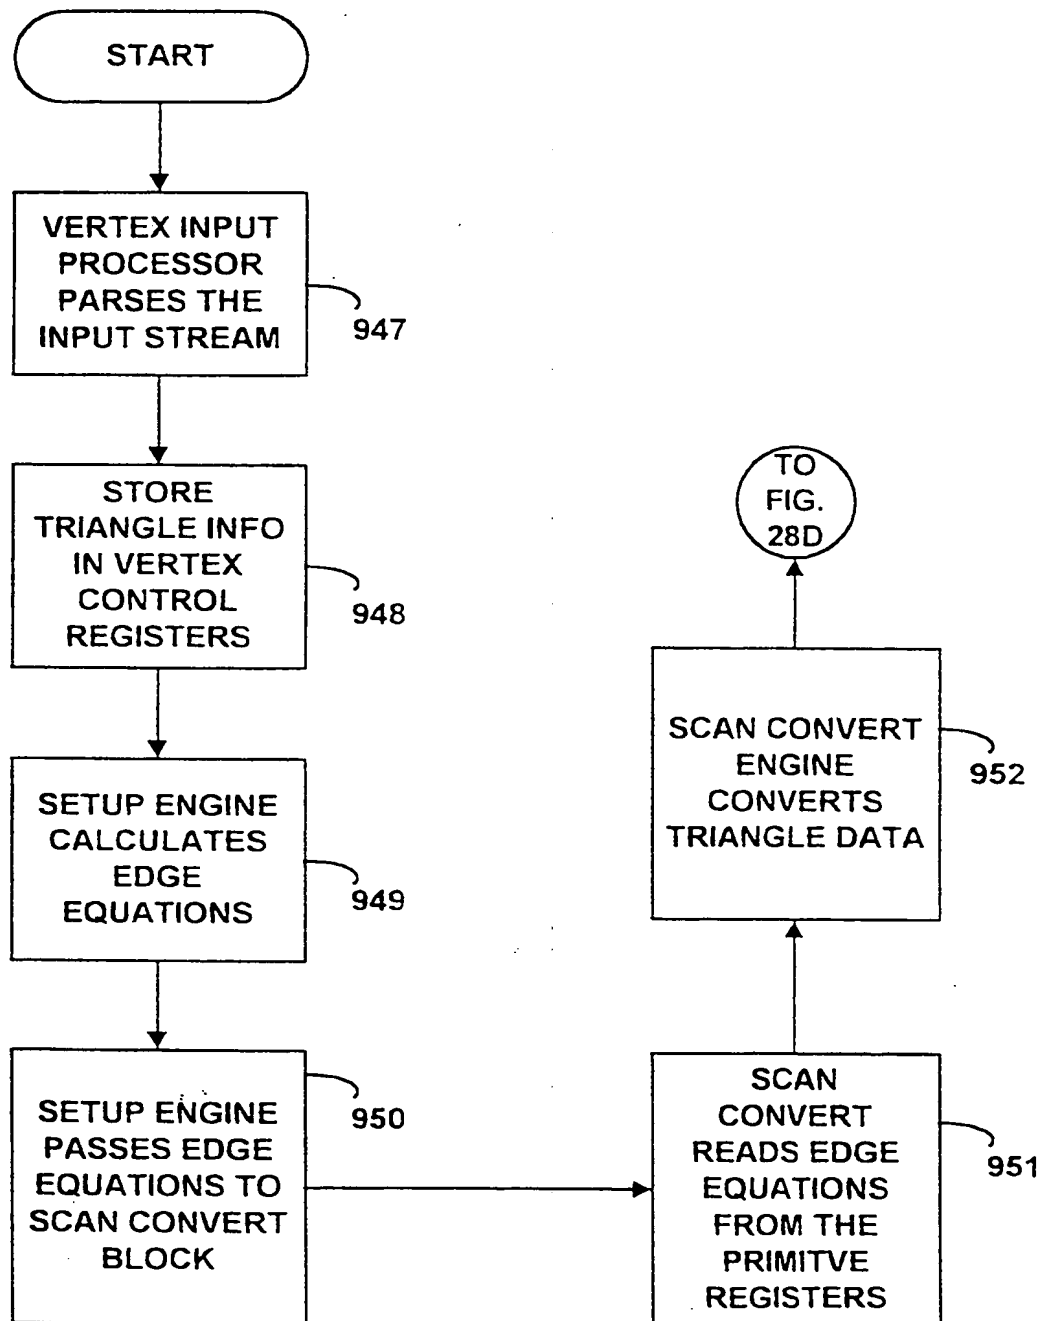 START
VERTEX INPUT
PROCESSOR
PARSES THE
INPUT STREAM
947
STORE
TRIANGLE INFO
IN VERTEX
CONTROL
REGISTERS
948
SETUP ENGINE
CALCULATES
EDGE
EQUATIONS
949
SETUP ENGINE
PASSES EDGE
EQUATIONS TO
SCAN CONVERT
BLOCK
950
SCAN
CONVERT
READS EDGE
EQUATIONS
FROM THE
PRIMITVE
REGISTERS
951
SCAN CONVERT
ENGINE
CONVERTS
TRIANGLE DATA
952
TO
FIG.
28D